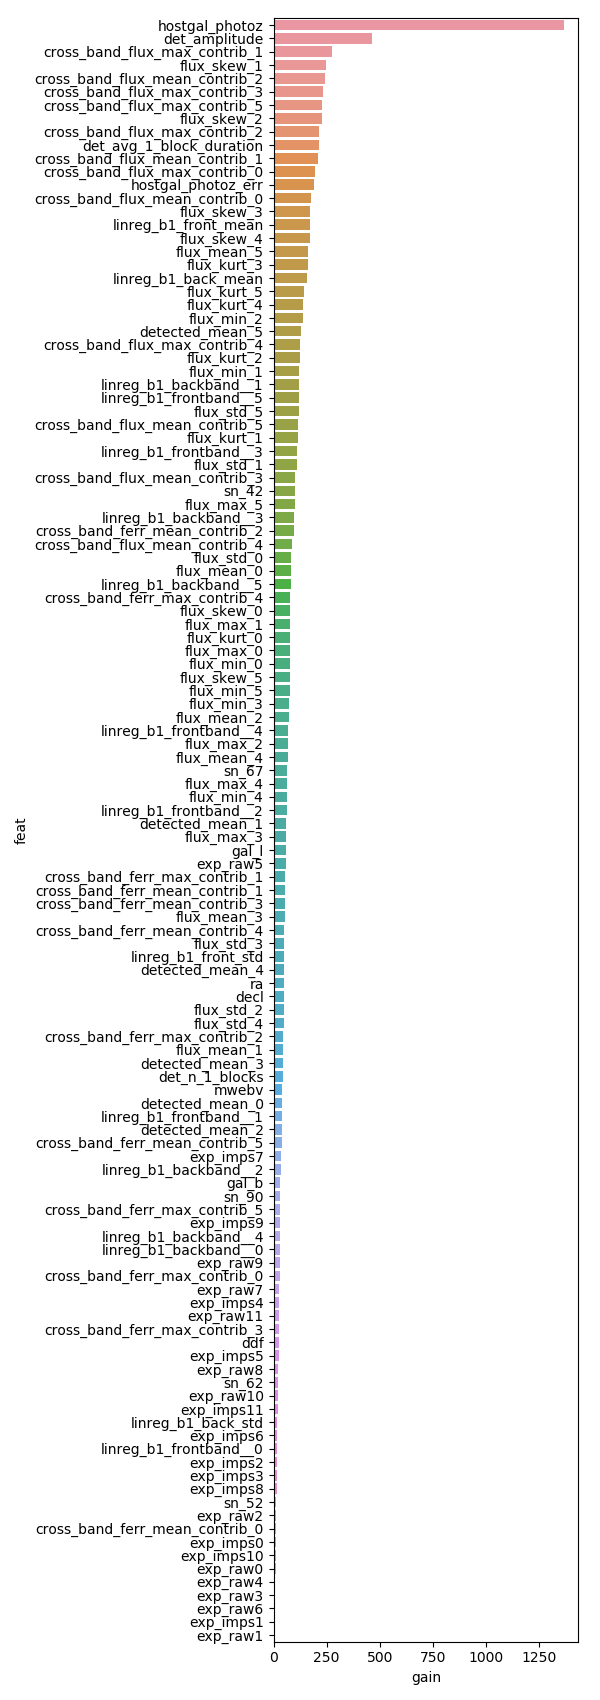 hostgal_photoz
det_amplitude
cross_band_flux_max_contrib_1
flux_skew_1
cross_band_flux_mean_contrib_2
cross_band_flux_max_contrib_3
cross_band_flux_max_contrib_5
flux_skew_2
cross_band_flux_max_contrib_2
det_avg_1_block_duration
cross_band_flux_mean_contrib_1
cross_band_flux_max_contrib_0
hostgal_photoz_err
cross_band_flux_mean_contrib_0
flux_skew_3
linreg_b1_front_mean
flux_skew_4
flux_mean_5
flux_kurt_3
linreg_b1_back_mean
flux_kurt_5
flux_kurt_4
flux_min_2
detected_mean_5
cross_band_flux_max_contrib_4
flux_kurt_2
flux_min_1
linreg_b1_backband__1
linreg_b1_frontband__5
flux_std_5
cross_band_flux_mean_contrib_5
flux_kurt_1
linreg_b1_frontband__3
flux_std_1
cross_band_flux_mean_contrib_3
sn_42
flux_max_5
linreg_b1_backband__3
cross_band_ferr_mean_contrib_2
cross_band_flux_mean_contrib_4
flux_std_0
flux_mean_0
linreg_b1_backband__5
cross_band_ferr_max_contrib_4
flux_skew_0
flux_max_1
flux_kurt_0
flux_max_0
flux_min_0
flux_skew_5
flux_min_5
flux_min_3
flux_mean_2
linreg_b1_frontband__4
flux_max_2
flux_mean_4
sn_67
flux_max_4
flux_min_4
linreg_b1_frontband__2
detected_mean_1
flux_max_3
gal_l
exp_raw5
cross_band_ferr_max_contrib_1
cross_band_ferr_mean_contrib_1
cross_band_ferr_mean_contrib_3
flux_mean_3
cross_band_ferr_mean_contrib_4
flux_std_3
linreg_b1_front_std
detected_mean_4
ra
decl
flux_std_2
flux_std_4
cross_band_ferr_max_contrib_2
flux_mean_1
detected_mean_3
det_n_1_blocks
mwebv
detected_mean_0
linreg_b1_frontband__1
detected_mean_2
cross_band_ferr_mean_contrib_5
exp_imps7
linreg_b1_backband__2
gal_b
sn_90
cross_band_ferr_max_contrib_5
exp_imps9
linreg_b1_backband__4
linreg_b1_backband__0
exp_raw9
cross_band_ferr_max_contrib_0
exp_raw7
exp_imps4
exp_raw11
cross_band_ferr_max_contrib_3
ddf
exp_imps5
exp_raw8
sn_62
exp_raw10
exp_imps11
linreg_b1_back_std
exp_imps6
linreg_b1_frontband__0
exp_imps2
exp_imps3
exp_imps8
sn_52
exp_raw2
cross_band_ferr_mean_contrib_0
exp_imps0
exp_imps10
exp_raw0
exp_raw4
exp_raw3
exp_raw6
exp_imps1
exp_raw1
feat
0 250 500 750 1000 1250
gain